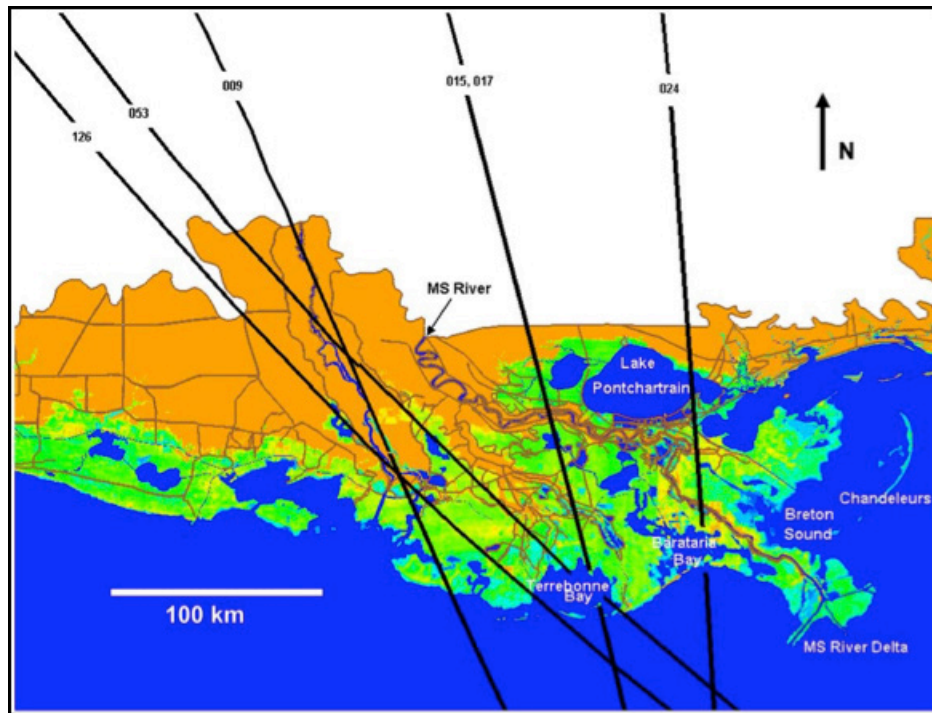 009
015, 017
024
053
126
N
MS River
Lake
Pontchartrain
Chandeleurs
Breton
Sound
Barataria
Bay
Terrebonne
Bay
100 km
MS River Delta